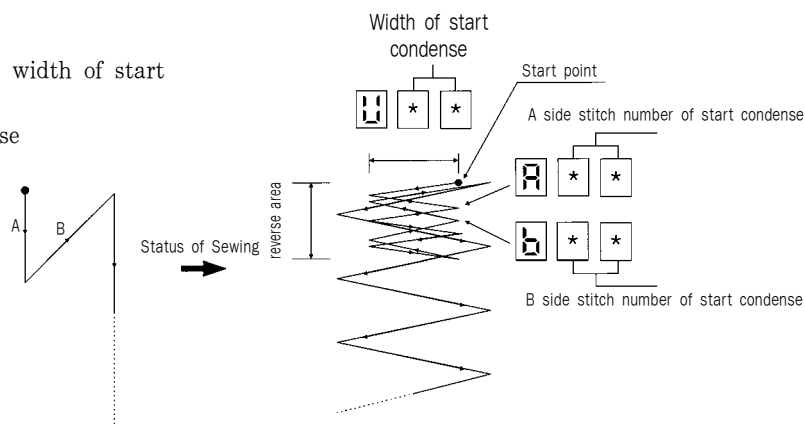 Width of start
condense
width of start
Start point
U * *
A side stitch number of start condense
se
A * *
reverse area
A
B
Status of Sewing
b * *
B side stitch number of start condense